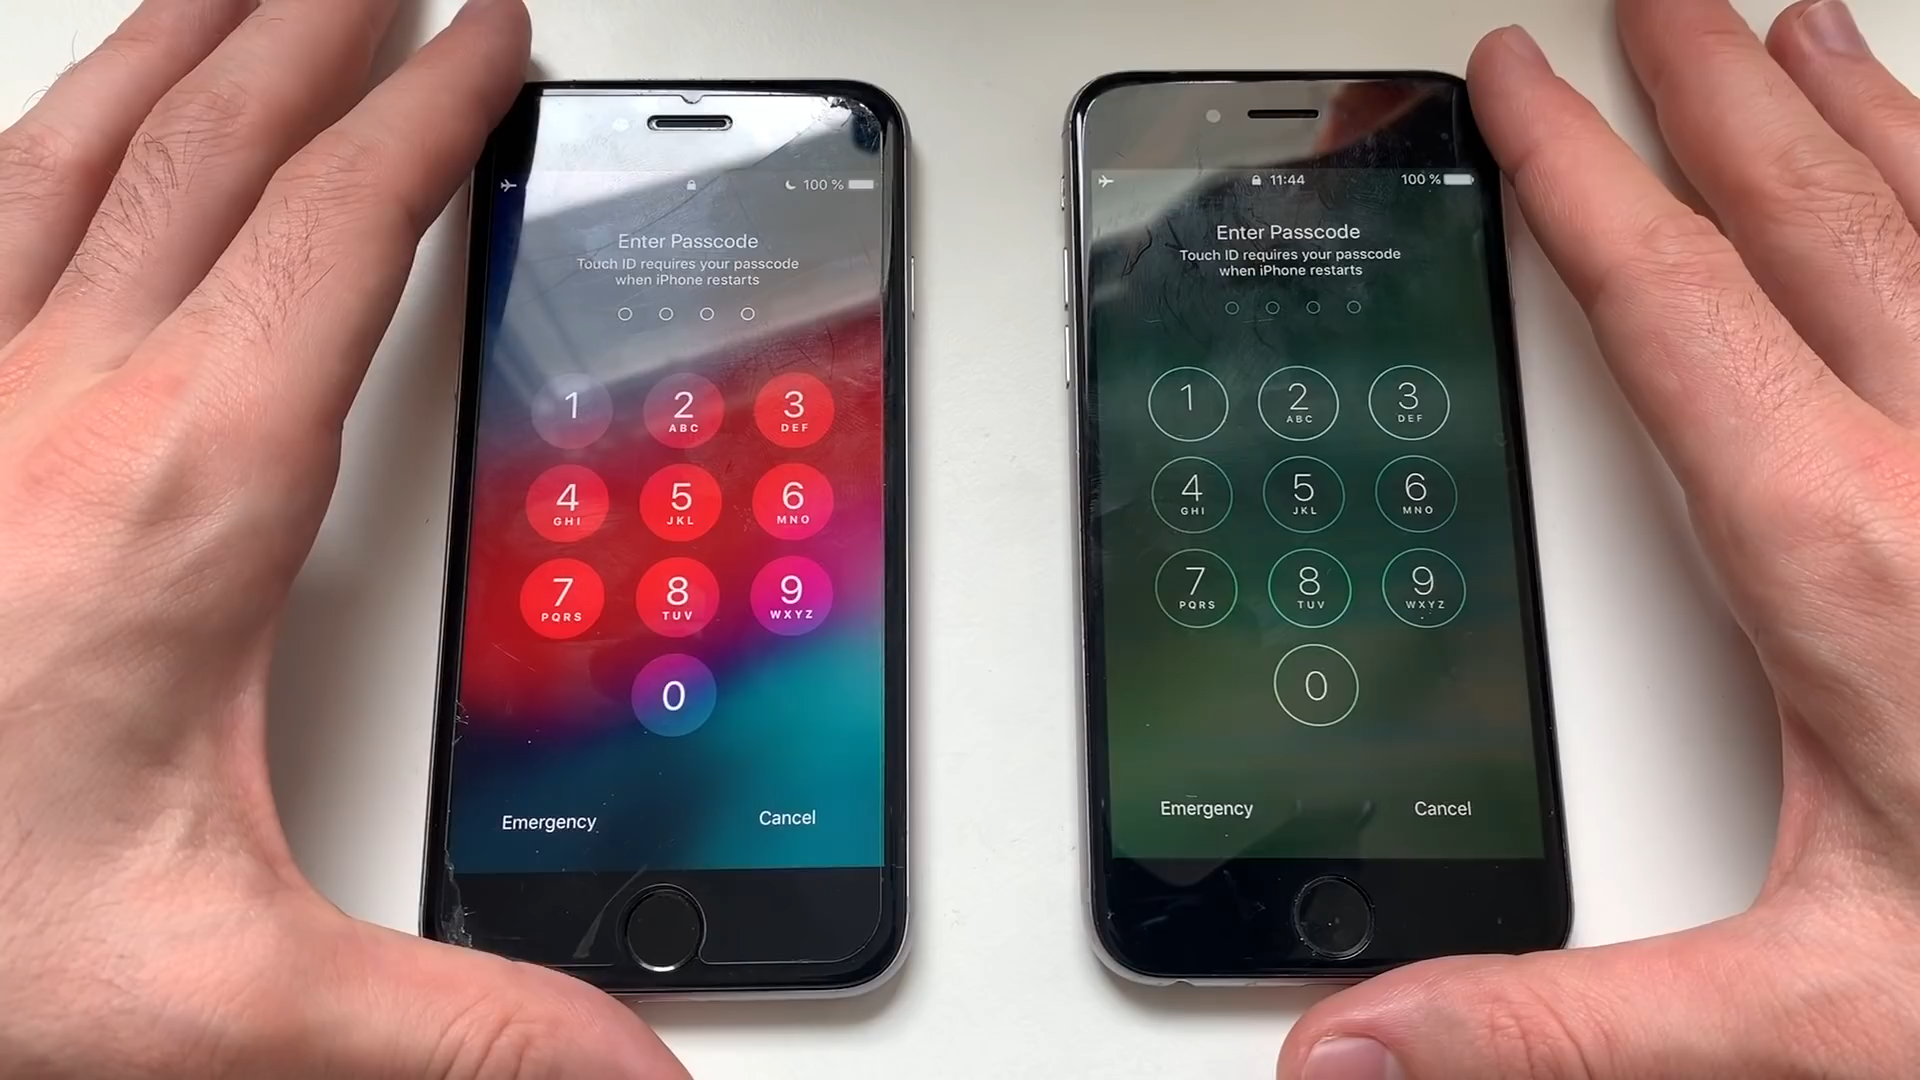 100 %
Enter Passcode
Touch ID requires your passcode
when iPhone restarts
1
2
ABC
3
DEF
4
GHI
5
JKL
6
MNO
7
PQRS
8
TUV
9
WXYZ
0
Emergency
Cancel
11:44
100 %
Enter Passcode
Touch ID requires your passcode
when iPhone restarts
1
2
ABC
3
DEF
4
GHI
5
JKL
6
MNO
7
PQRS
8
TUV
9
WXYZ
0
Emergency
Cancel